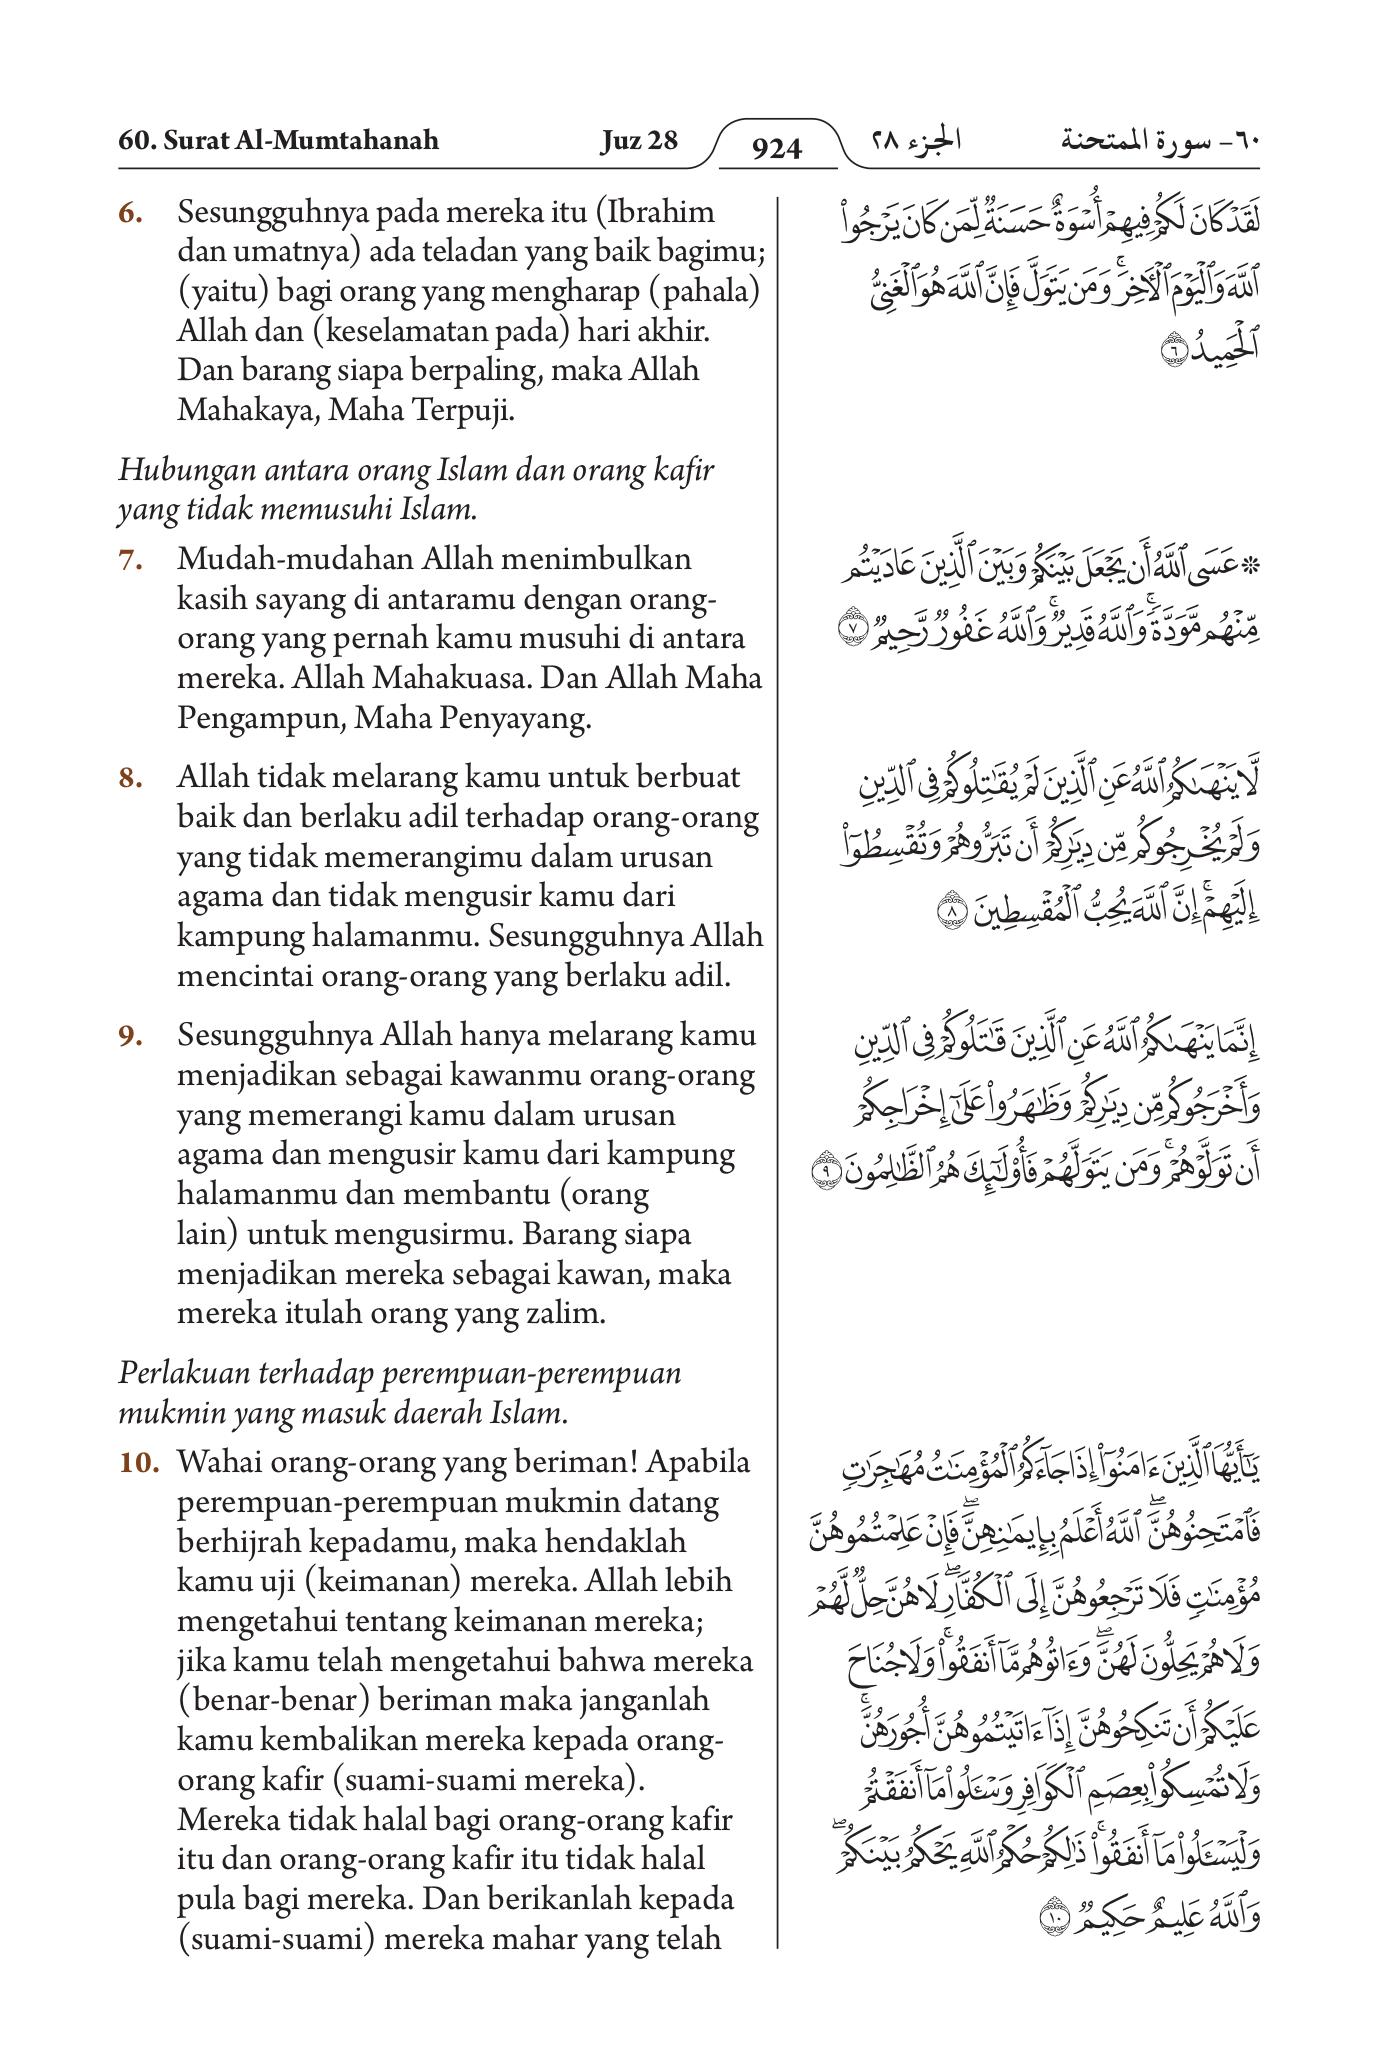 60. Surat Al-Mumtahanah Juz 28 924 الجزء ٢٨ ٦٠- سورة الممتحنة
6. Sesungguhnya pada mereka itu (Ibrahim
dan umatnya) ada teladan yang baik bagimu;
(yaitu) bagi orang yang mengharap (pahala)
Allah dan (keselamatan pada) hari akhir.
Dan barang siapa berpaling, maka Allah
Mahakaya, Maha Terpuji.
Hubungan antara orang Islam dan orang kafir
yang tidak memusuhi Islam.
7. Mudah-mudahan Allah menimbulkan
kasih sayang di antaramu dengan orang-
orang yang pernah kamu musuhi di antara
mereka. Allah Mahakuasa. Dan Allah Maha
Pengampun, Maha Penyayang.
8. Allah tidak melarang kamu untuk berbuat
baik dan berlaku adil terhadap orang-orang
yang tidak memerangimu dalam urusan
agama dan tidak mengusir kamu dari
kampung halamanmu. Sesungguhnya Allah
mencintai orang-orang yang berlaku adil.
9. Sesungguhnya Allah hanya melarang kamu
menjadikan sebagai kawanmu orang-orang
yang memerangi kamu dalam urusan
agama dan mengusir kamu dari kampung
halamanmu dan membantu (orang
lain) untuk mengusirmu. Barang siapa
menjadikan mereka sebagai kawan, maka
mereka itulah orang yang zalim.
Perlakuan terhadap perempuan-perempuan
mukmin yang masuk daerah Islam.
10. Wahai orang-orang yang beriman! Apabila
perempuan-perempuan mukmin datang
berhijrah kepadamu, maka hendaklah
kamu uji (keimanan) mereka. Allah lebih
mengetahui tentang keimanan mereka;
jika kamu telah mengetahui bahwa mereka
(benar-benar) beriman maka janganlah
kamu kembalikan mereka kepada orang-
orang kafir (suami-suami mereka).
Mereka tidak halal bagi orang-orang kafir
itu dan orang-orang kafir itu tidak halal
pula bagi mereka. Dan berikanlah kepada
(suami-suami) mereka mahar yang telah
لَقَدۡ كَانَ لَكُمۡ فِيهِمۡ أُسۡوَةٌ حَسَنَةٞ لِّمَن كَانَ يَرۡجُواْ
ٱللَّهَ وَٱلۡيَوۡمَ ٱلۡأٓخِرَۚ وَمَن يَتَوَلَّ فَإِنَّ ٱللَّهَ هُوَ ٱلۡغَنِيُّ
ٱلۡحَمِيدُ ٦
۞ عَسَى ٱللَّهُ أَن يَجۡعَلَ بَيۡنَكُمۡ وَبَيۡنَ ٱلَّذِينَ عَادَيۡتُم
مِّنۡهُم مَّوَدَّةٗۚ وَٱللَّهُ قَدِيرٞۚ وَٱللَّهُ غَفُورٞ رَّحِيمٞ ٧
لَّا يَنۡهَىٰكُمُ ٱللَّهُ عَنِ ٱلَّذِينَ لَمۡ يُقَٰتِلُوكُمۡ فِي ٱلدِّينِ
وَلَمۡ يُخۡرِجُوكُم مِّن دِيَٰرِكُمۡ أَن تَبَرُّوهُمۡ وَتُقۡسِطُوٓاْ
إِلَيۡهِمۡۚ إِنَّ ٱللَّهَ يُحِبُّ ٱلۡمُقۡسِطِينَ ٨
إِنَّمَا يَنۡهَىٰكُمُ ٱللَّهُ عَنِ ٱلَّذِينَ قَٰتَلُوكُمۡ فِي ٱلدِّينِ
وَأَخۡرَجُوكُم مِّن دِيَٰرِكُمۡ وَظَٰهَرُواْ عَلَىٰٓ إِخۡرَاجِكُمۡ
أَن تَوَلَّوۡهُمۡۚ وَمَن يَتَوَلَّهُمۡ فَأُوْلَٰٓئِكَ هُمُ ٱلظَّٰلِمُونَ ٩
يَٰٓأَيُّهَا ٱلَّذِينَ ءَامَنُوٓاْ إِذَا جَآءَكُمُ ٱلۡمُؤۡمِنَٰتُ مُهَٰجِرَٰتٖ
فَٱمۡتَحِنُوهُنَّۖ ٱللَّهُ أَعۡلَمُ بِإِيمَٰنِهِنَّۖ فَإِنۡ عَلِمۡتُمُوهُنَّ
مُؤۡمِنَٰتٖ فَلَا تَرۡجِعُوهُنَّ إِلَى ٱلۡكُفَّارِۖ لَا هُنَّ حِلّٞ لَّهُمۡ
وَلَا هُمۡ يَحِلُّونَ لَهُنَّۖ وَءَاتُوهُم مَّآ أَنفَقُواْۚ وَلَا جُنَاحَ
عَلَيۡكُمۡ أَن تَنكِحُوهُنَّ إِذَآ ءَاتَيۡتُمُوهُنَّ أُجُورَهُنَّۚ
وَلَا تُمۡسِكُواْ بِعِصَمِ ٱلۡكَوَافِرِ وَسۡـَٔلُواْ مَآ أَنفَقۡتُمۡ
وَلۡيَسۡـَٔلُواْ مَآ أَنفَقُواْۚ ذَٰلِكُمۡ حُكۡمُ ٱللَّهِ يَحۡكُمُ بَيۡنَكُمۡۖ
وَٱللَّهُ عَلِيمٌ حَكِيمٞ ١٠